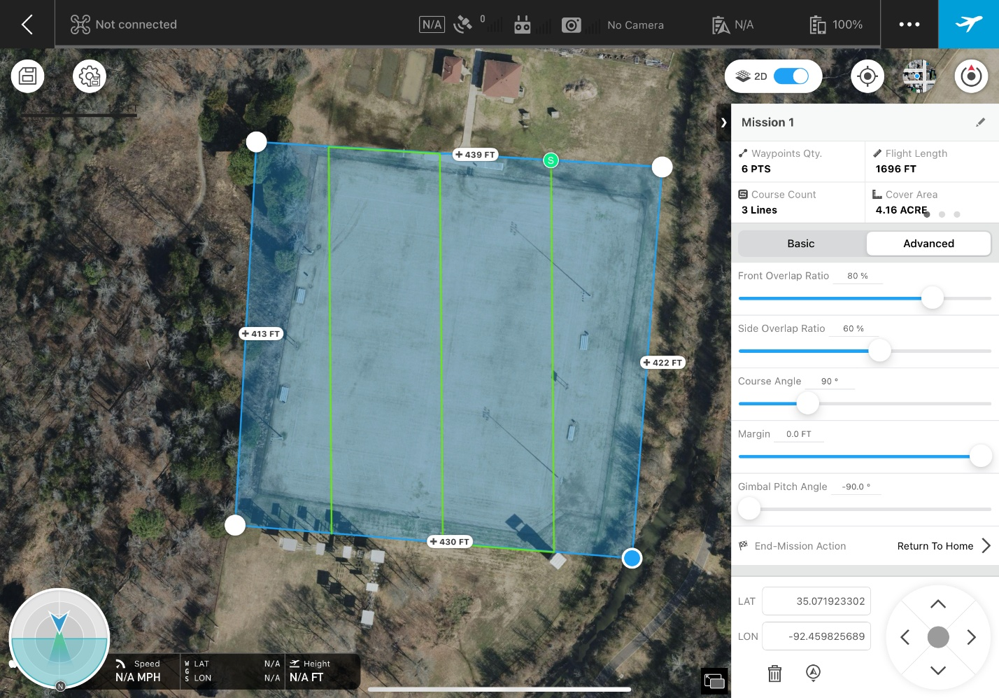 Not connected
N/A
0
No Camera
N/A
100%
2D
FT
Mission 1
Waypoints Qty.
6 PTS
Flight Length
1696 FT
Course Count
3 Lines
Cover Area
4.16 ACRE
Basic
Advanced
Front Overlap Ratio 80 %
Side Overlap Ratio 60 %
Course Angle 90 °
Margin 0.0 FT
Gimbal Pitch Angle -90.0 °
End-Mission Action Return To Home
LAT 35.071923302
LON -92.459825689
+ 439 FT
S
+ 413 FT
+ 422 FT
+ 430 FT
N
Speed
N/A MPH
WGS
LAT N/A
LON N/A
Height
N/A FT